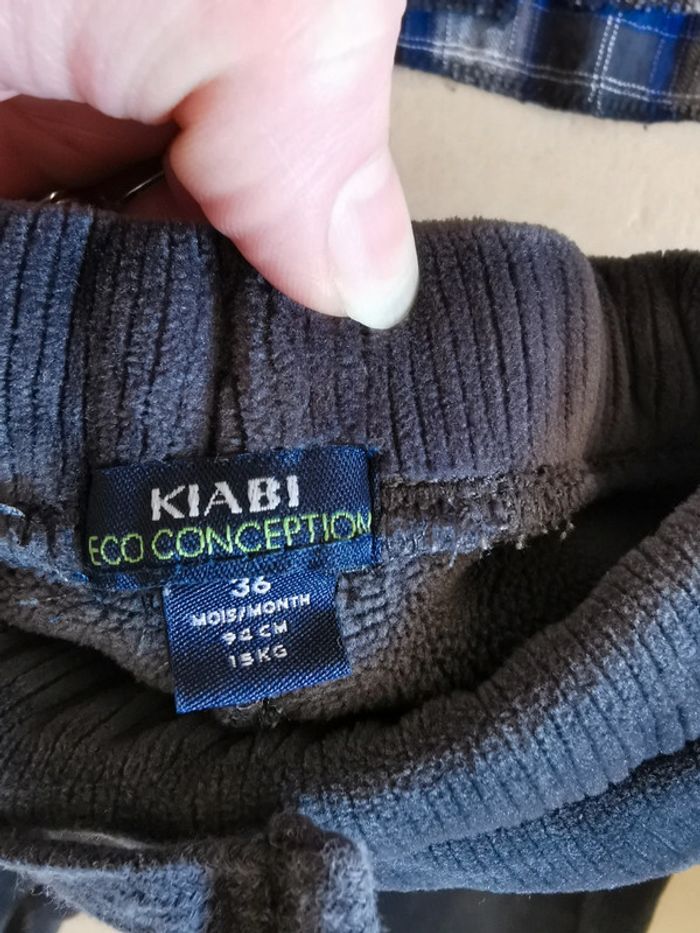 KIABI
ECO CONCEPTION
36
MOIS/MONTH
94 CM
15KG